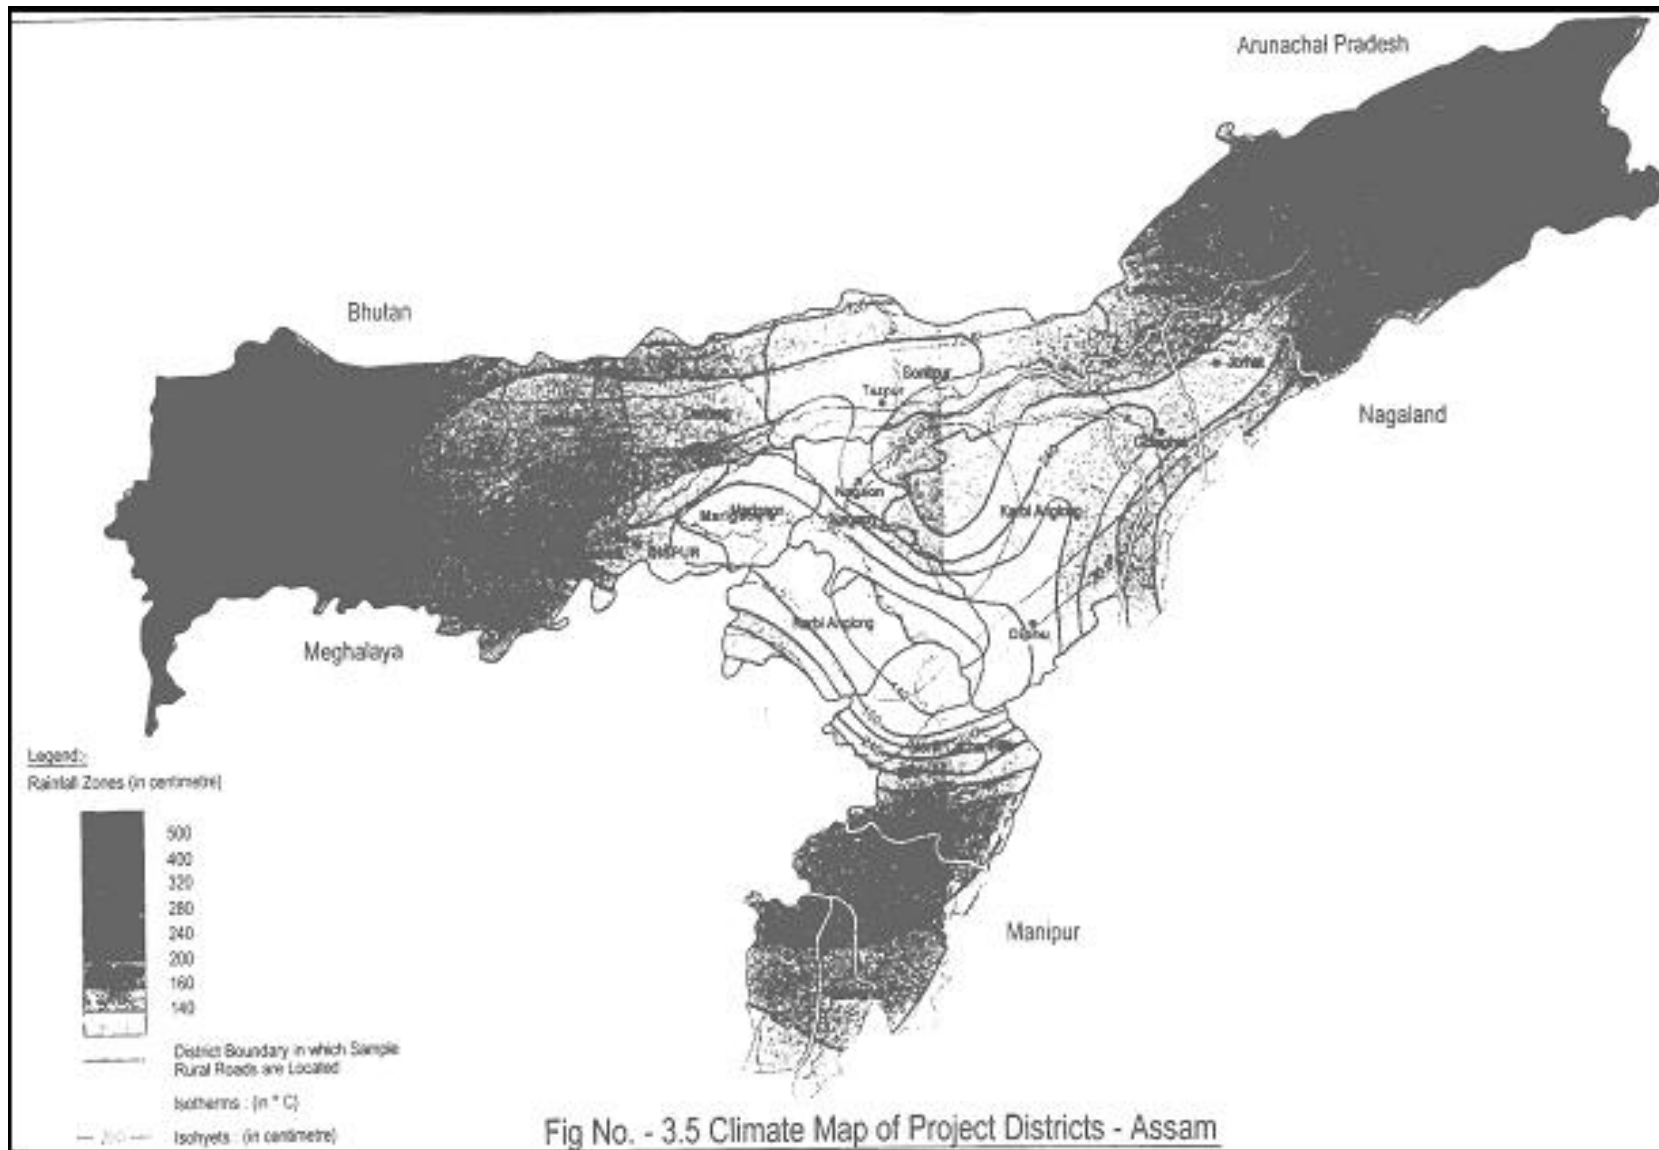 Arunachal Pradesh
Bhutan
Sonitpur
Tezpur
Jorhat
Nagaland
Nagaon
Karbi Anglong
DISPUR
Karbi Anglong
Diphu
Meghalaya
Manipur
Legend:-
Rainfall Zones (in centimetre)
500
400
320
280
240
200
160
140
District Boundary in which Sample
Rural Roads are Located
Isotherms : (in ° C)
Isohyets : (in centimetre)
Fig No. - 3.5 Climate Map of Project Districts - Assam